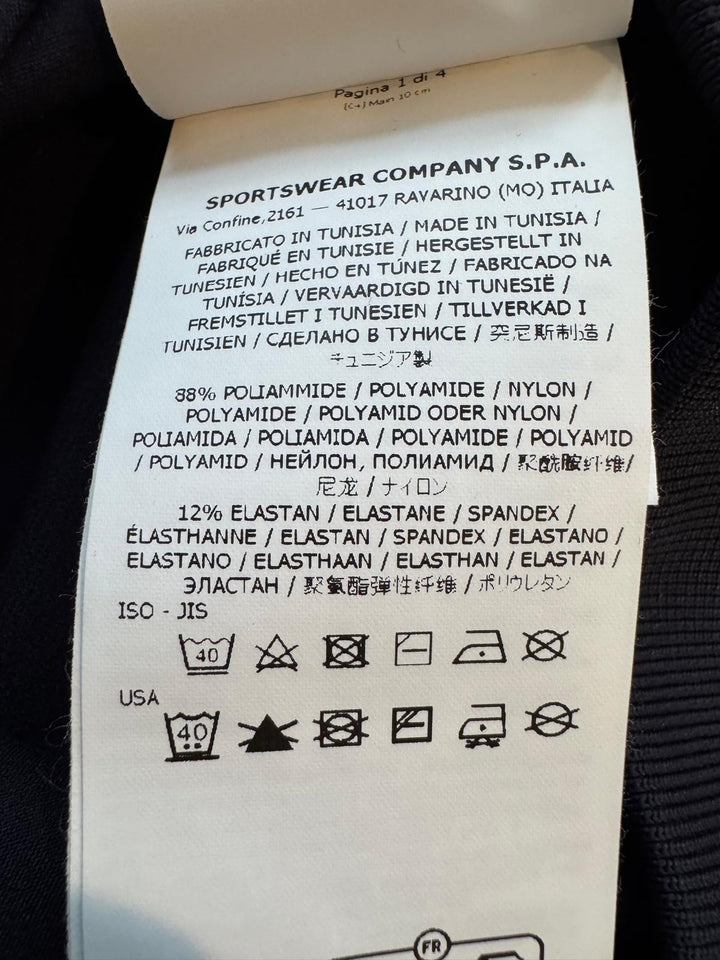 Pagina 1 di 4
(C+) Main 10 cm
SPORTSWEAR COMPANY S.P.A.
Via Confine,2161 — 41017 RAVARINO (MO) ITALIA
FABBRICATO IN TUNISIA / MADE IN TUNISIA /
FABRIQUÉ EN TUNISIE / HERGESTELLT IN
TUNESIEN / HECHO EN TÚNEZ / FABRICADO NA
TUNÍSIA / VERVAARDIGD IN TUNESIË /
FREMSTILLET I TUNESIEN / TILLVERKAD I
TUNISIEN / СДЕЛАНО В ТУНИСЕ / 突尼斯制造 /
チュニジア製
88% POLIAMMIDE / POLYAMIDE / NYLON /
POLYAMIDE / POLYAMID ODER NYLON /
POLIAMIDA / POLIAMIDA / POLYAMIDE / POLYAMID
/ POLYAMID / НЕЙЛОН, ПОЛИАМИД / 聚酰胺纤维/
尼龙 / ナイロン
12% ELASTAN / ELASTANE / SPANDEX /
ÉLASTHANNE / ELASTAN / SPANDEX / ELASTANO /
ELASTANO / ELASTHAAN / ELASTHAN / ELASTAN /
ЭЛАСТАН / 聚氨酯弹性纤维 / ポリウレタン
ISO - JIS
40
USA
40
FR